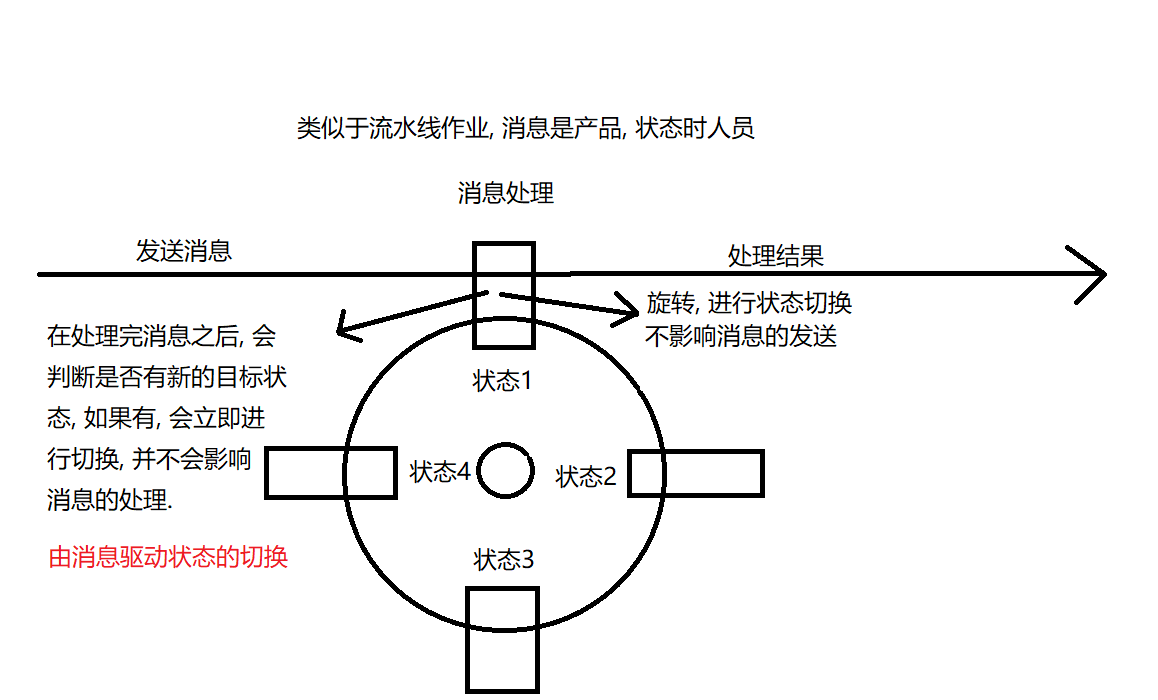 类似于流水线作业, 消息是产品, 状态时人员
消息处理
发送消息
处理结果
旋转, 进行状态切换
不影响消息的发送
在处理完消息之后, 会
判断是否有新的目标状
态, 如果有, 会立即进
行切换, 并不会影响
消息的处理.
由消息驱动状态的切换
状态1
状态4
状态2
状态3